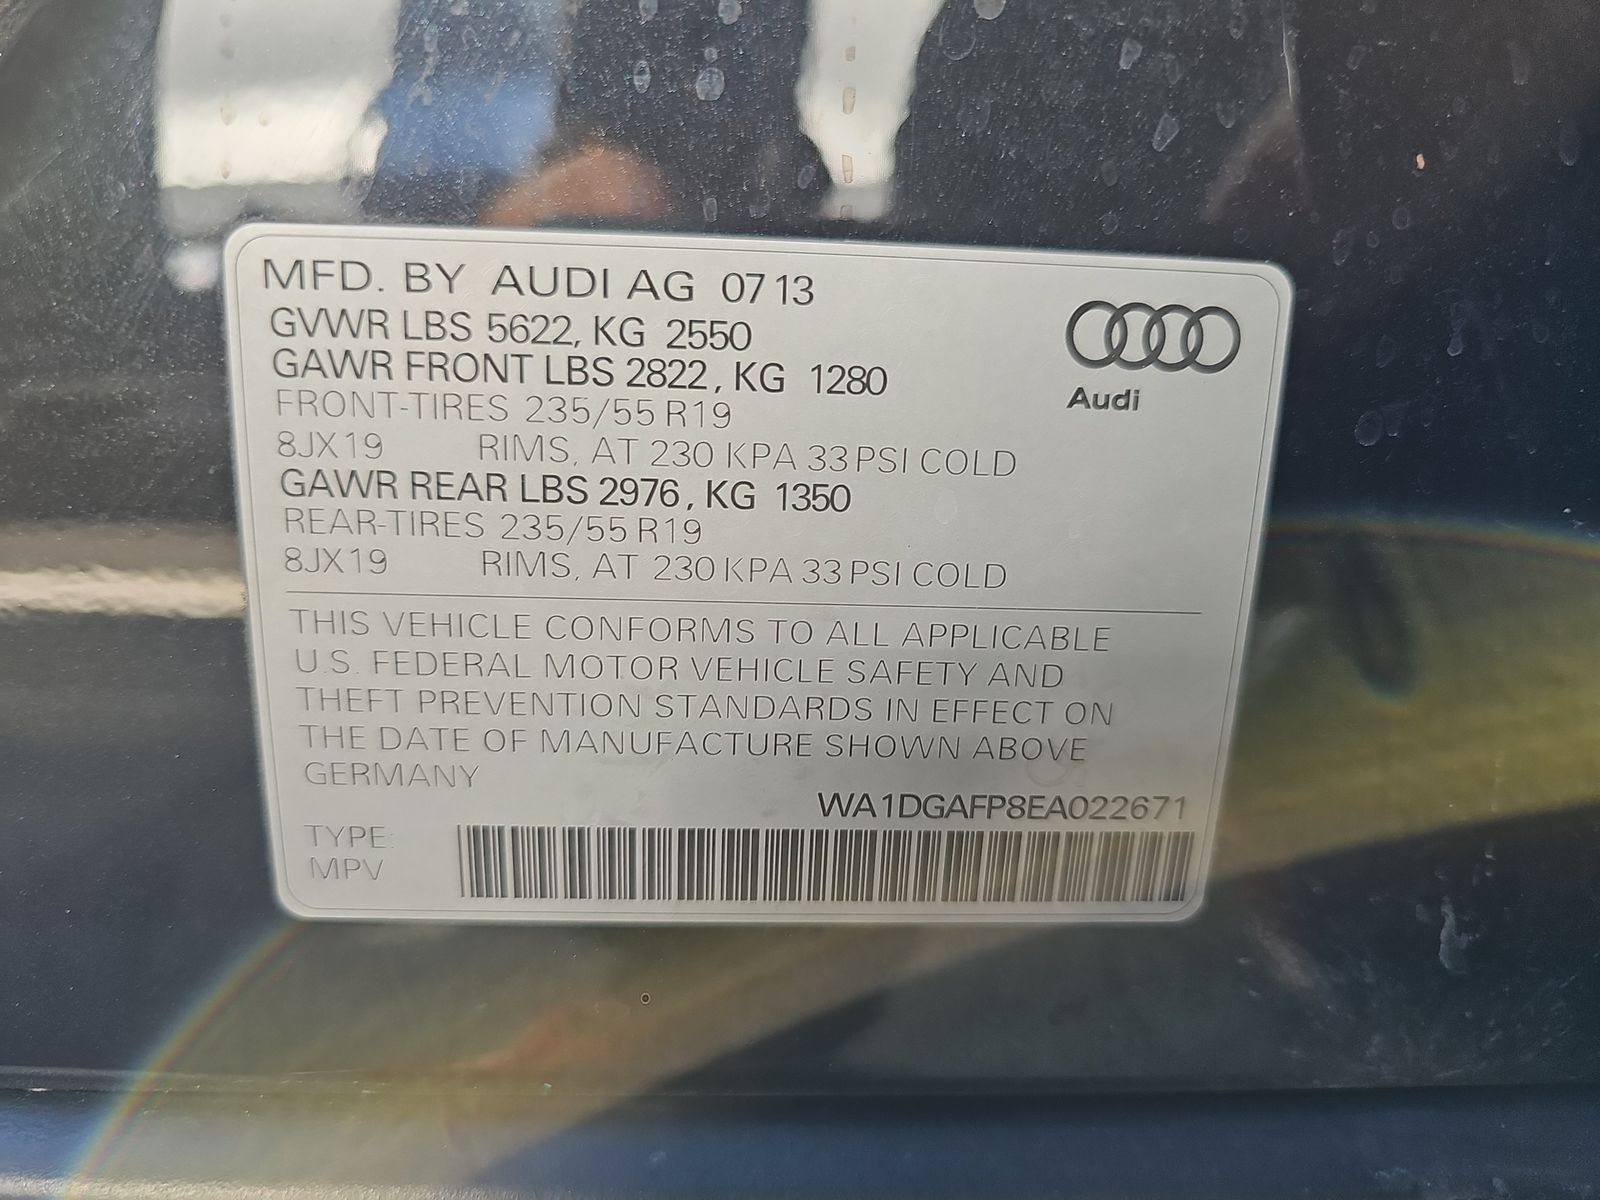 MFD. BY AUDI AG 07 13
GVWR LBS 5622, KG 2550
GAWR FRONT LBS 2822, KG 1280
FRONT-TIRES 235/55 R19
8JX19 RIMS, AT 230 KPA 33 PSI COLD
GAWR REAR LBS 2976, KG 1350
REAR-TIRES 235/55 R19
8JX19 RIMS, AT 230 KPA 33 PSI COLD
Audi
THIS VEHICLE CONFORMS TO ALL APPLICABLE
U.S. FEDERAL MOTOR VEHICLE SAFETY AND
THEFT PREVENTION STANDARDS IN EFFECT ON
THE DATE OF MANUFACTURE SHOWN ABOVE
GERMANY
WA1DGAFP8EA022671
TYPE:
MPV